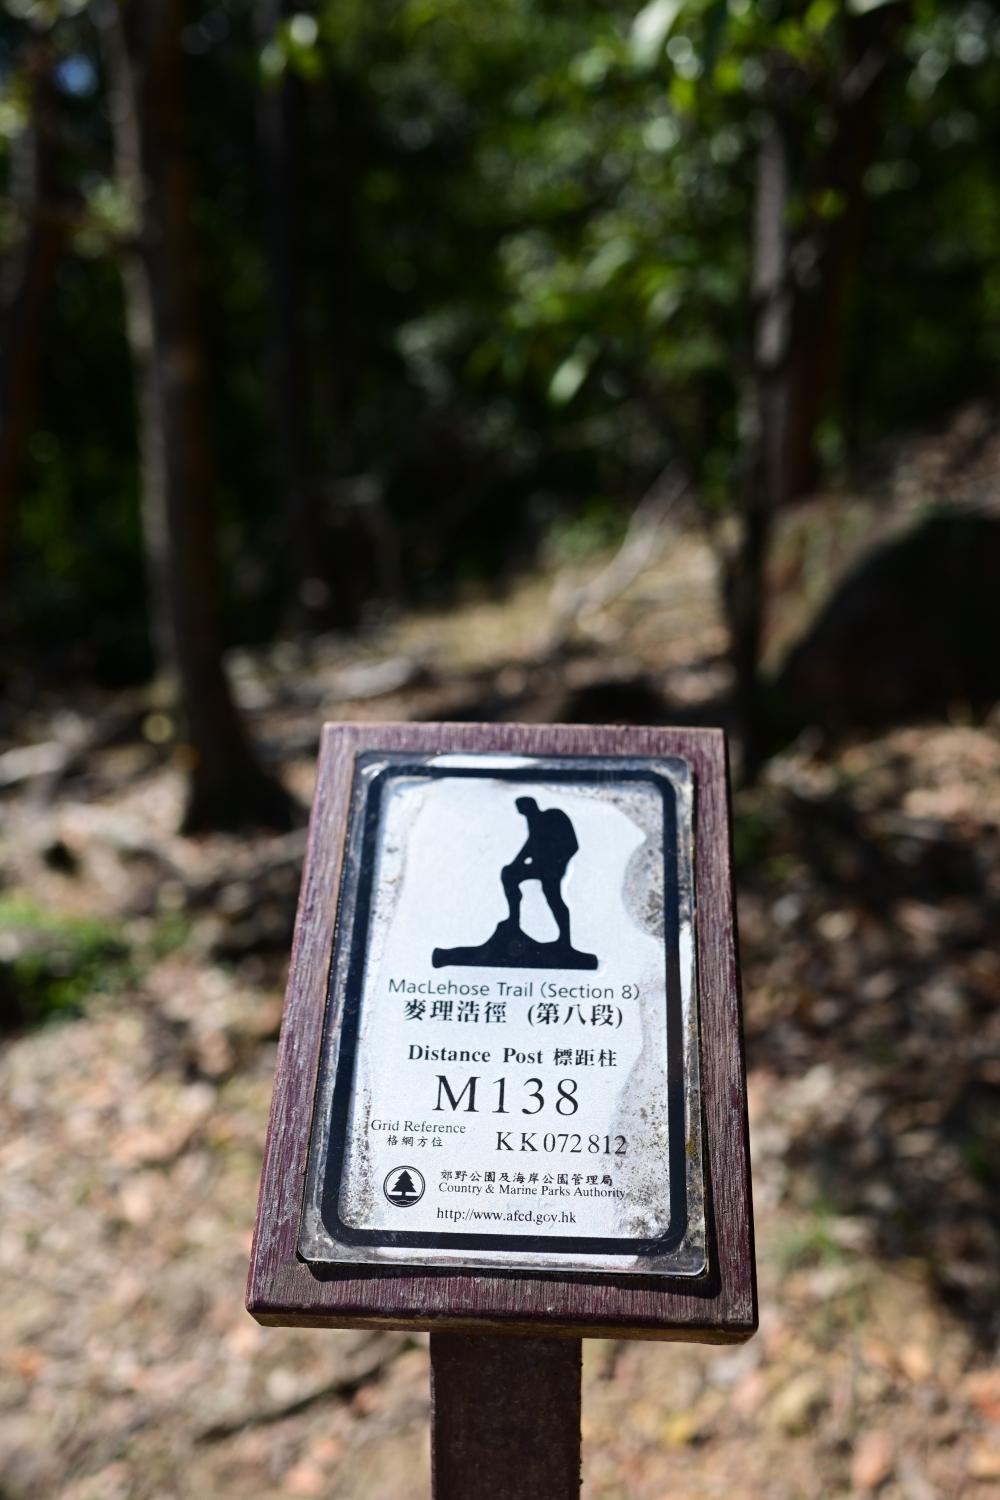 MacLehose Trail (Section 8)
麥理浩徑 (第八段)
Distance Post 標距柱
M138
Grid Reference
格網方位
KK072812
郊野公園及海岸公園管理局
Country & Marine Parks Authority
http://www.afcd.gov.hk